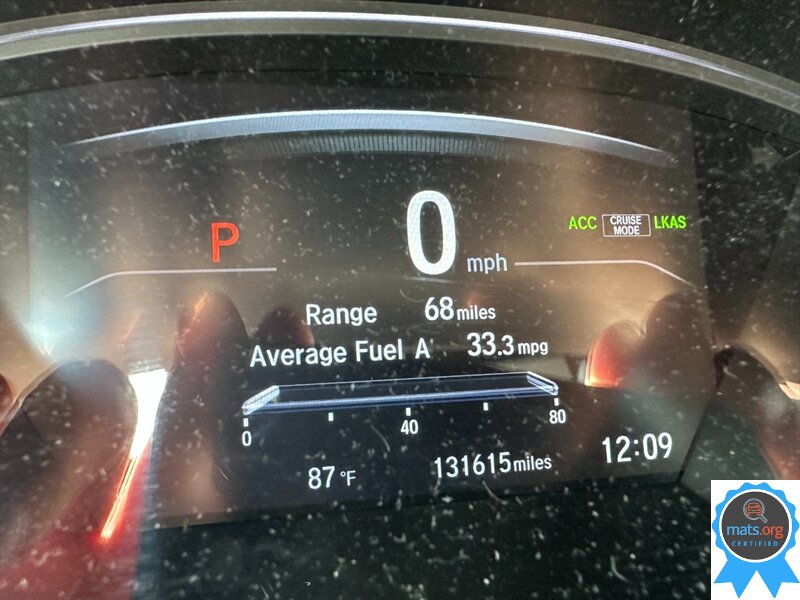 P
0 mph
ACC CRUISE MODE LKAS
Range 68 miles
Average Fuel A 33.3 mpg
0 40 80
87 °F 131615 miles 12:09
mats.org
CERTIFIED